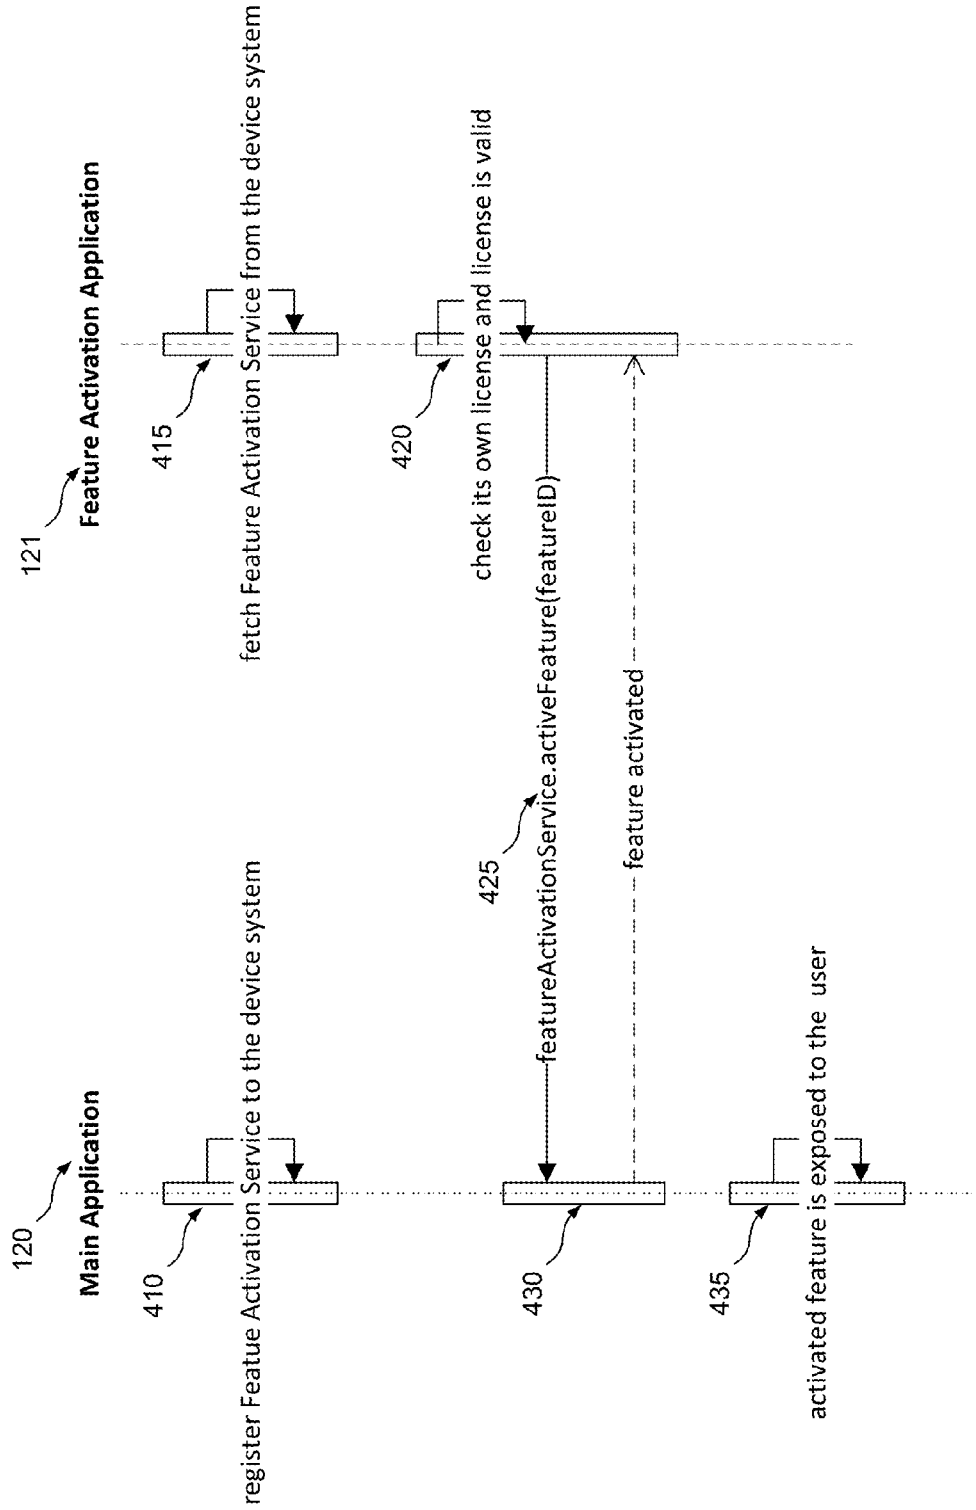 120
Main Application
121
Feature Activation Application
410
register Featue Activation Service to the device system
415
fetch Feature Activation Service from the device system
420
check its own license and license is valid
425
featureActivationService.activeFeature(featureID)
430
feature activated
435
activated feature is exposed to the user